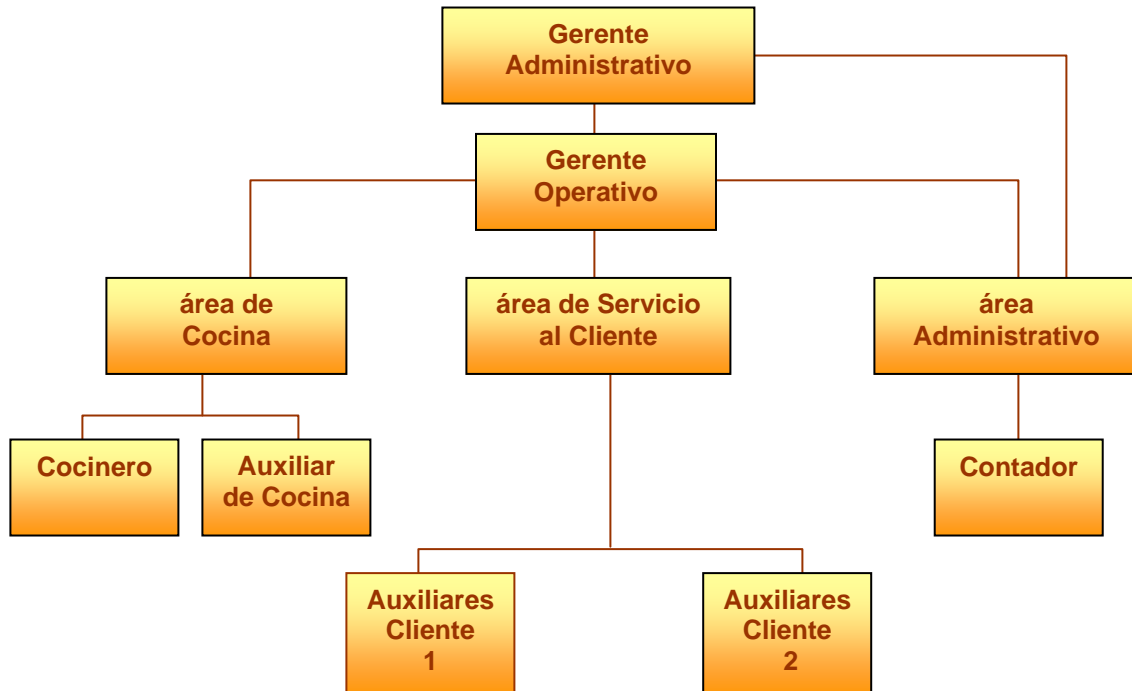 Gerente
Administrativo
Gerente
Operativo
área de
Cocina
área de Servicio
al Cliente
área
Administrativo
Cocinero
Auxiliar
de Cocina
Contador
Auxiliares
Cliente
1
Auxiliares
Cliente
2